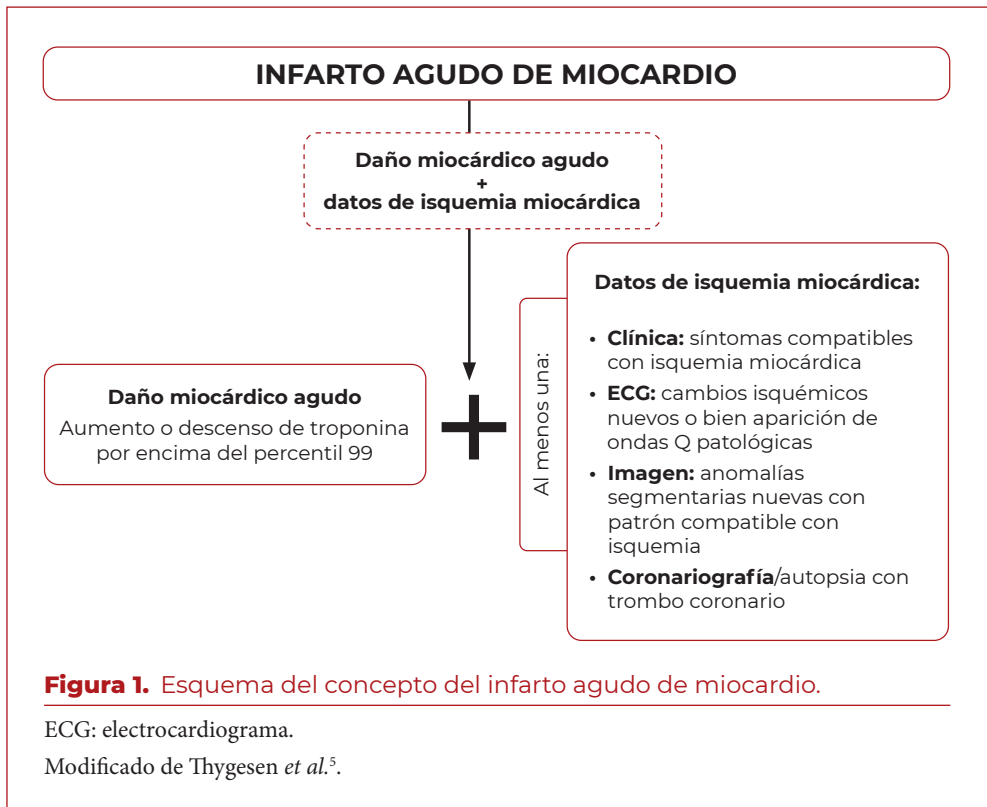 INFARTO AGUDO DE MIOCARDIO
Daño miocárdico agudo
+
datos de isquemia miocárdica
Daño miocárdico agudo
Aumento o descenso de troponina
por encima del percentil 99
+
Al menos una:
Datos de isquemia miocárdica:
• Clínica: síntomas compatibles
con isquemia miocárdica
• ECG: cambios isquémicos
nuevos o bien aparición de
ondas Q patológicas
• Imagen: anomalías
segmentarias nuevas con
patrón compatible con
isquemia
• Coronariografía/autopsia con
trombo coronario
Figura 1. Esquema del concepto del infarto agudo de miocardio.
ECG: electrocardiograma.
Modificado de Thygesen et al.⁵.